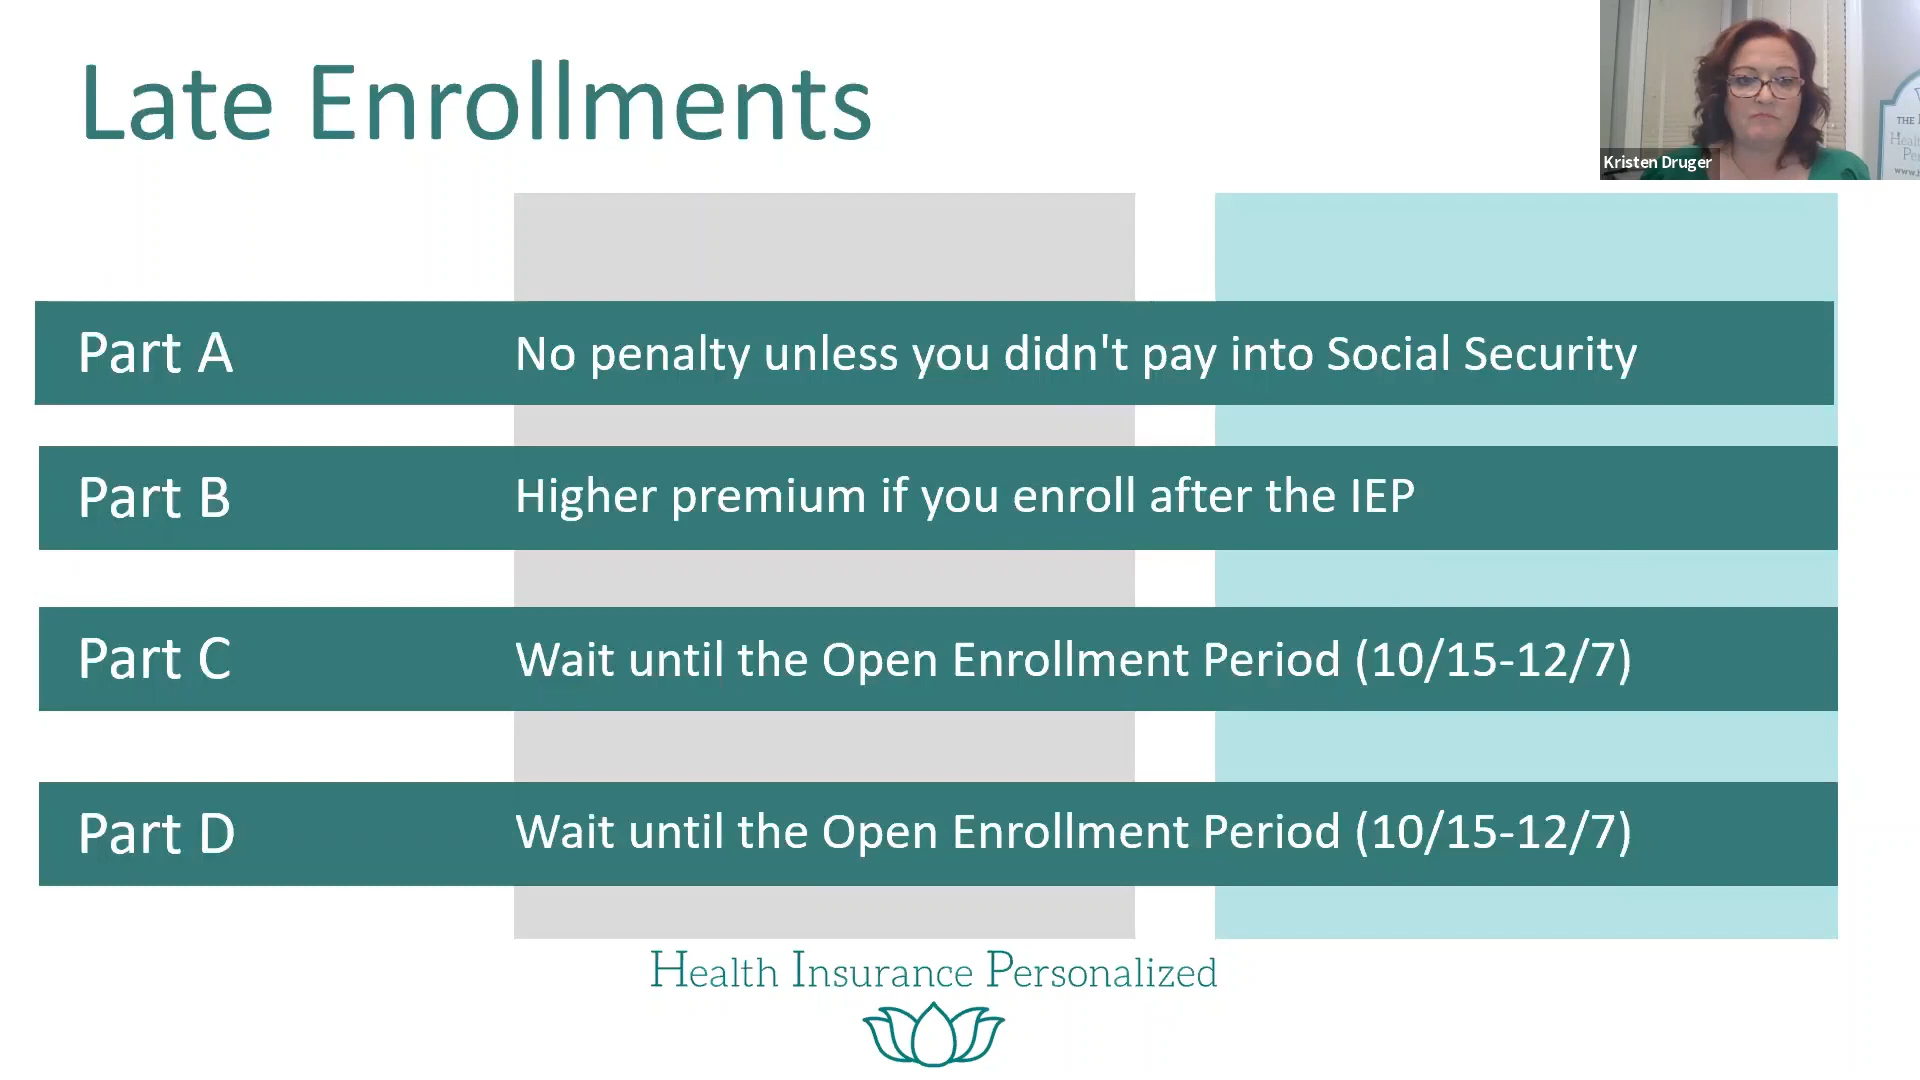 Late Enrollments
Kristen Druger
THE
www.
Part A No penalty unless you didn't pay into Social Security
Part B Higher premium if you enroll after the IEP
Part C Wait until the Open Enrollment Period (10/15-12/7)
Part D Wait until the Open Enrollment Period (10/15-12/7)
Health Insurance Personalized